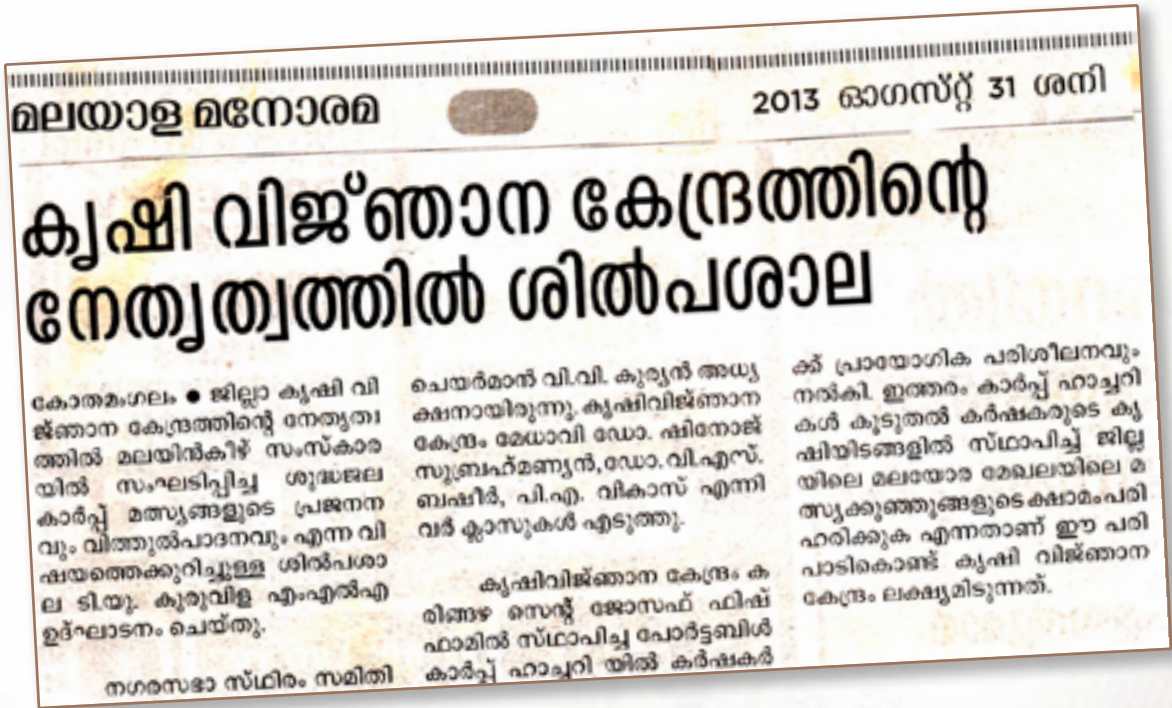 മലയാള മനോരമ
2013 ഓഗസ്റ്റ് 31 ശനി
കൃഷി വിജ്ഞാന കേന്ദ്രത്തിന്റെ
നേതൃത്വത്തിൽ ശിൽപശാല
കോതമംഗലം ● ജില്ലാ കൃഷി വി
ജ്ഞാന കേന്ദ്രത്തിന്റെ നേതൃത്വ
ത്തിൽ മലയിൻകീഴ് സംസ്കാര
യിൽ സംഘടിപ്പിച്ച ശുദ്ധജല
കാർപ്പ് മത്സ്യങ്ങളുടെ പ്രജനന
വും വിത്തുൽപാദനവും എന്ന വി
ഷയത്തെക്കുറിച്ചുള്ള ശിൽപശാ
ല ടി.യു. കുരുവിള എംഎൽഎ
ഉദ്ഘാടനം ചെയ്തു.
നഗരസഭാ സ്ഥിരം സമിതി
ചെയർമാൻ വി.വി. കുര്യൻ അധ്യ
ക്ഷനായിരുന്നു. കൃഷിവിജ്ഞാന
കേന്ദ്രം മേധാവി ഡോ. ഷിനോജ്
സുബ്രഹ്മണ്യൻ, ഡോ. വി.എസ്.
ബഷീർ, പി.എ. വികാസ് എന്നി
വർ ക്ലാസുകൾ എടുത്തു.
കൃഷിവിജ്ഞാന കേന്ദ്രം ക
രിങ്ങഴ സെന്റ് ജോസഫ് ഫിഷ്
ഫാമിൽ സ്ഥാപിച്ച പോർട്ടബിൾ
കാർപ്പ് ഹാച്ചറി യിൽ കർഷകർ
ക്ക് പ്രായോഗിക പരിശീലനവും
നൽകി. ഇത്തരം കാർപ്പ് ഹാച്ചറി
കൾ കൂടുതൽ കർഷകരുടെ കൃ
ഷിയിടങ്ങളിൽ സ്ഥാപിച്ച് ജില്ല
യിലെ മലയോര മേഖലയിലെ മ
ത്സ്യക്കുഞ്ഞുങ്ങളുടെ ക്ഷാമം പരി
ഹരിക്കുക എന്നതാണ് ഈ പരി
പാടികൊണ്ട് കൃഷി വിജ്ഞാന
കേന്ദ്രം ലക്ഷ്യമിടുന്നത്.